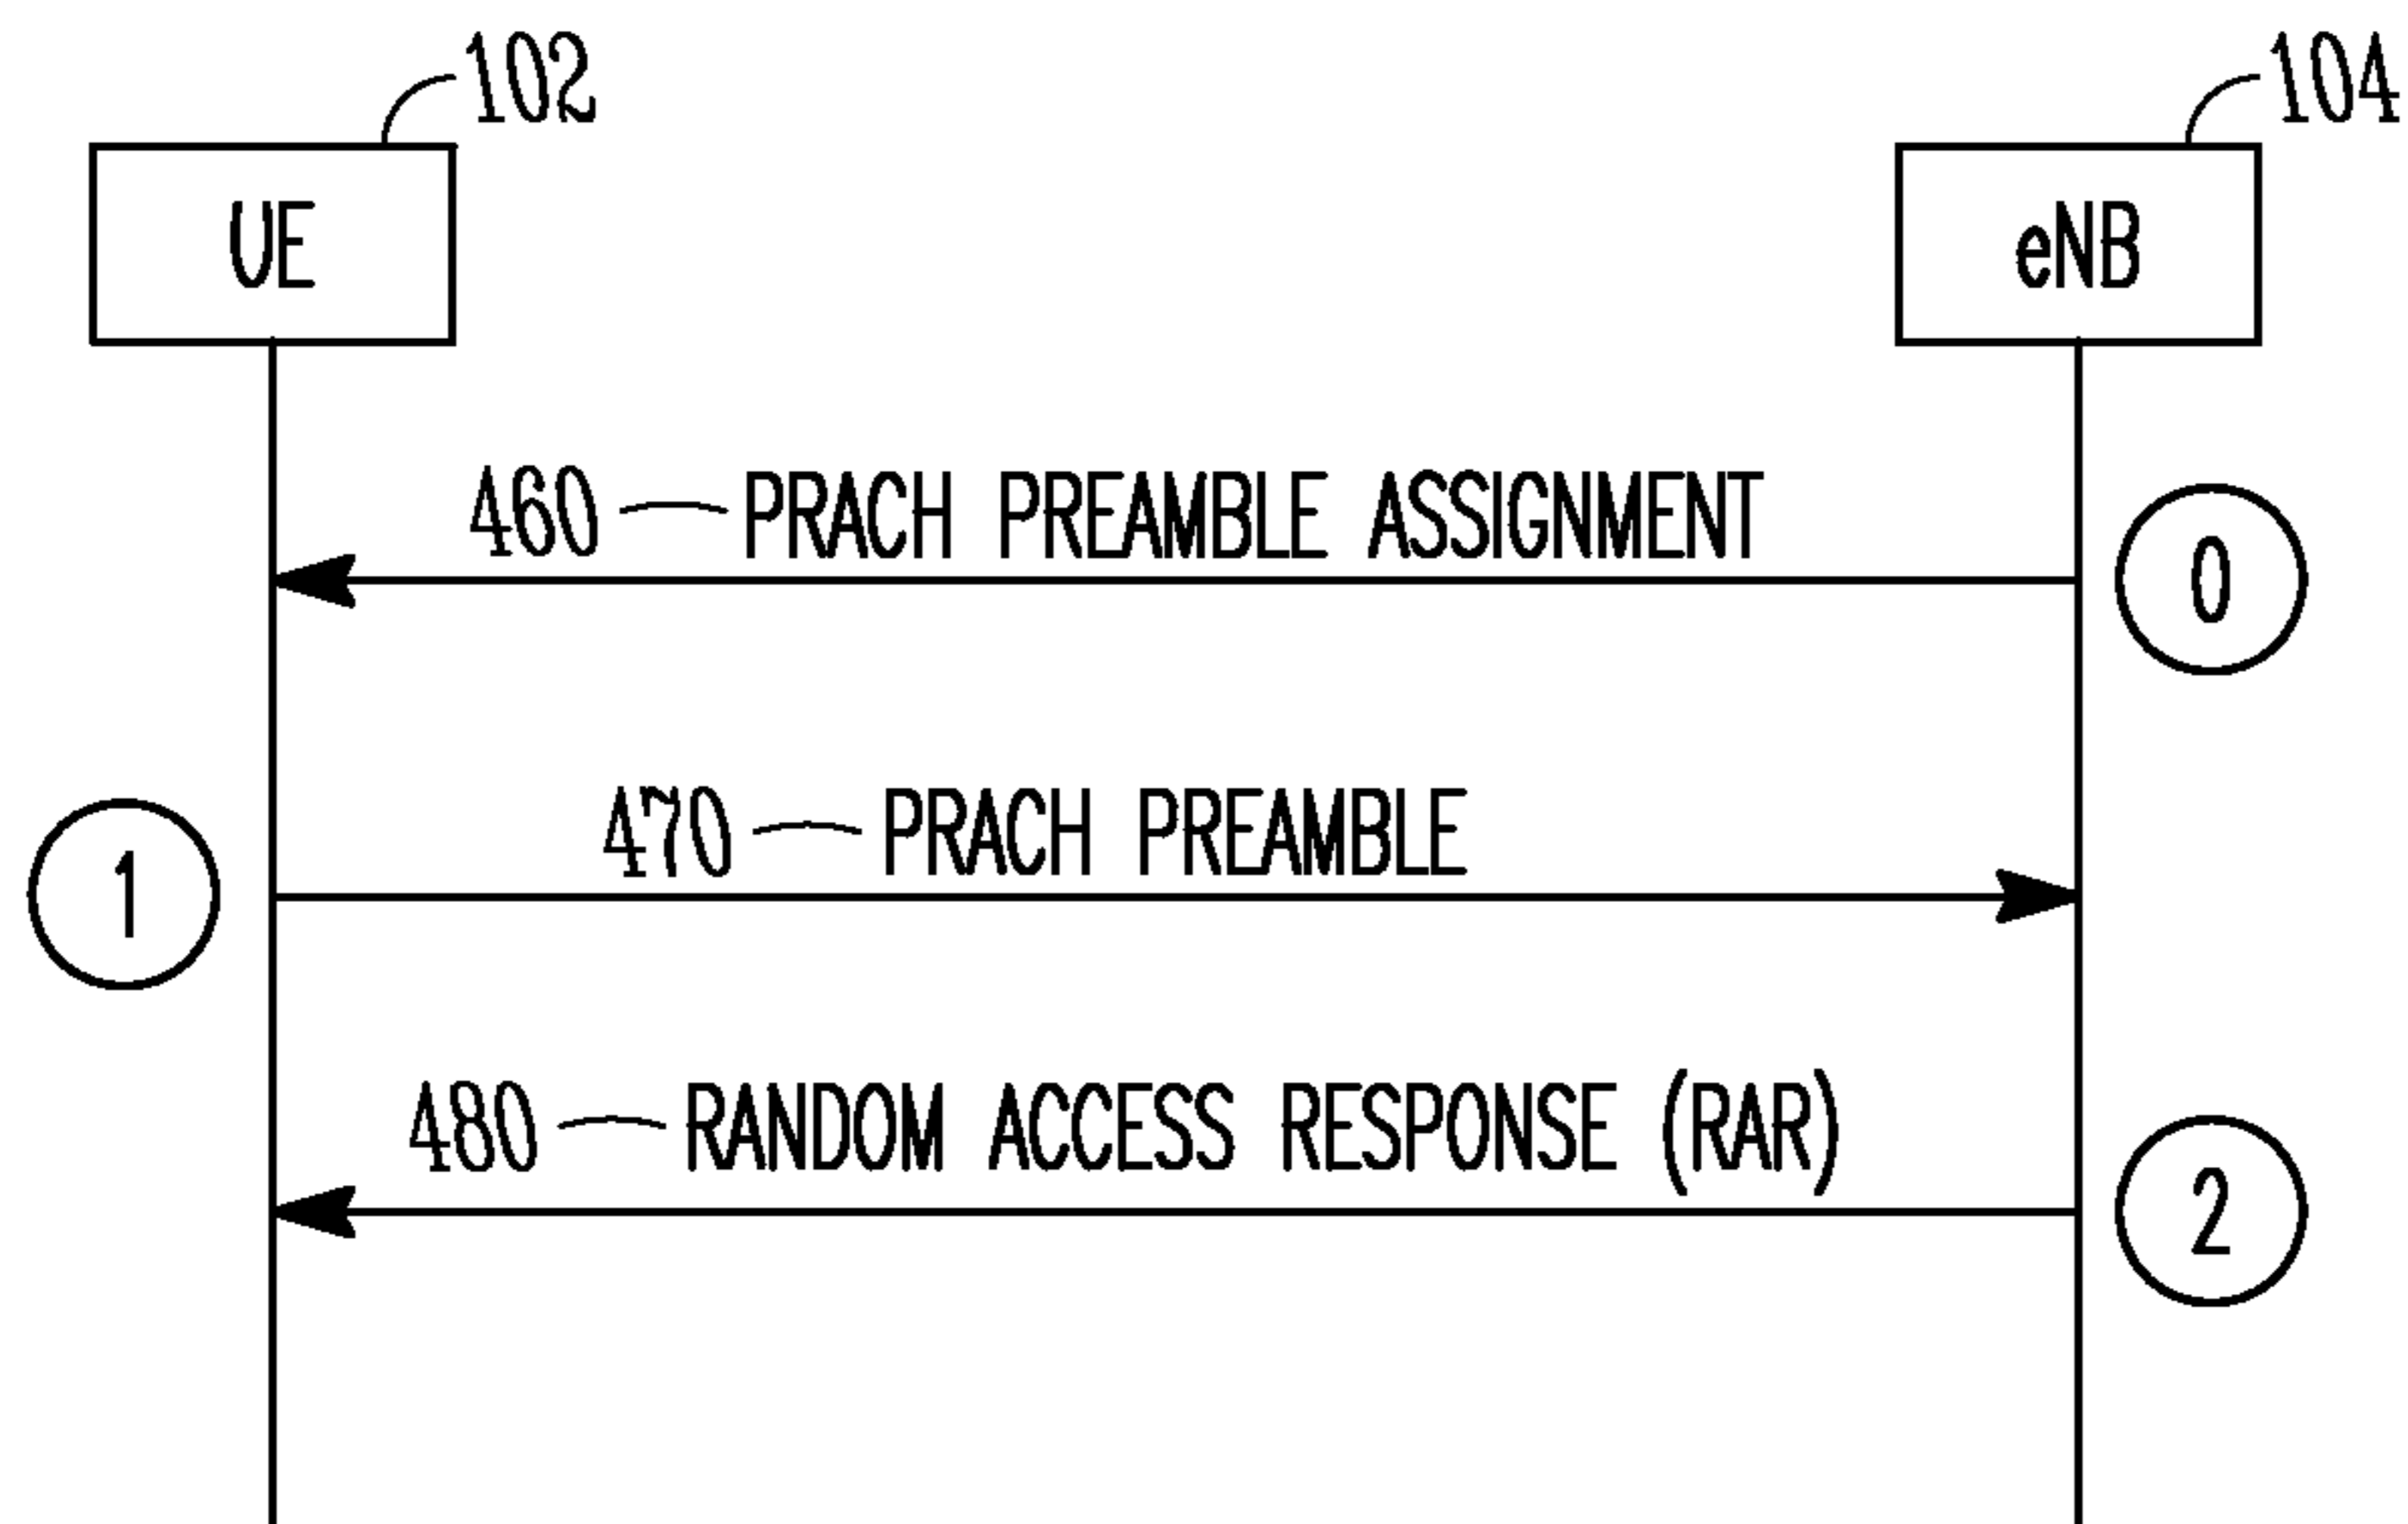 102
104
UE
eNB
460 PRACH PREAMBLE ASSIGNMENT
0
470 PRACH PREAMBLE
1
480 RANDOM ACCESS RESPONSE (RAR)
2